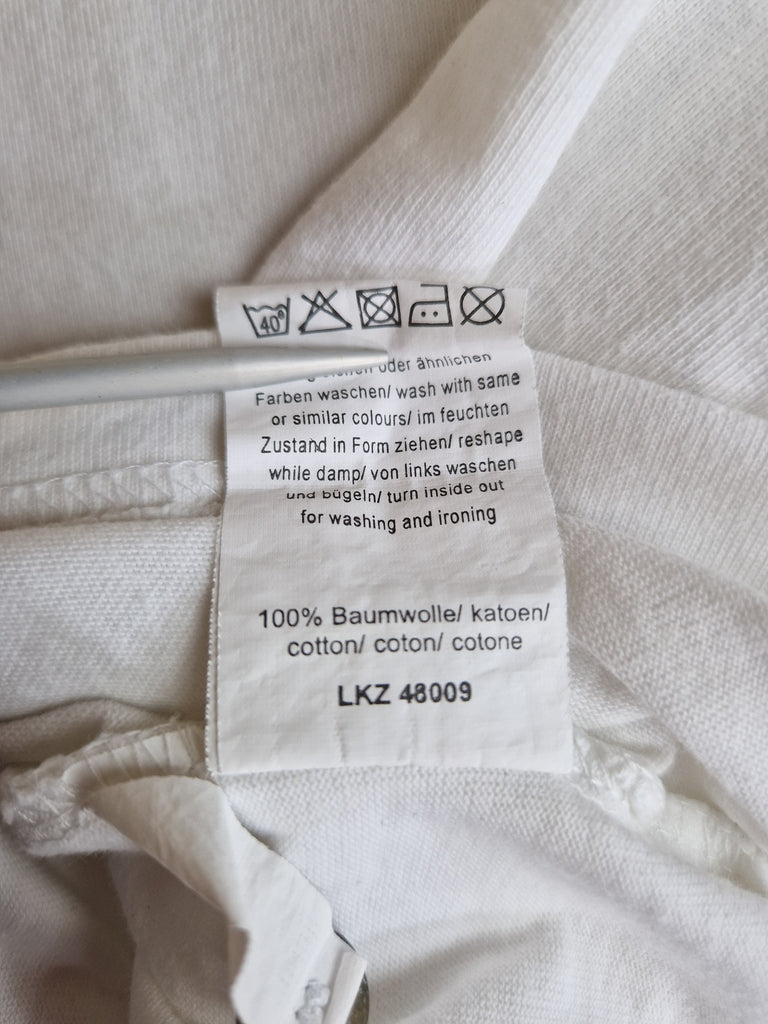 40°
oder ähnlichen
Farben waschen/ wash with same
or similar colours/ im feuchten
Zustand in Form ziehen/ reshape
while damp/ von links waschen
und bügeln/ turn inside out
for washing and ironing
100% Baumwolle/ katoen/
cotton/ coton/ cotone
LKZ 48009